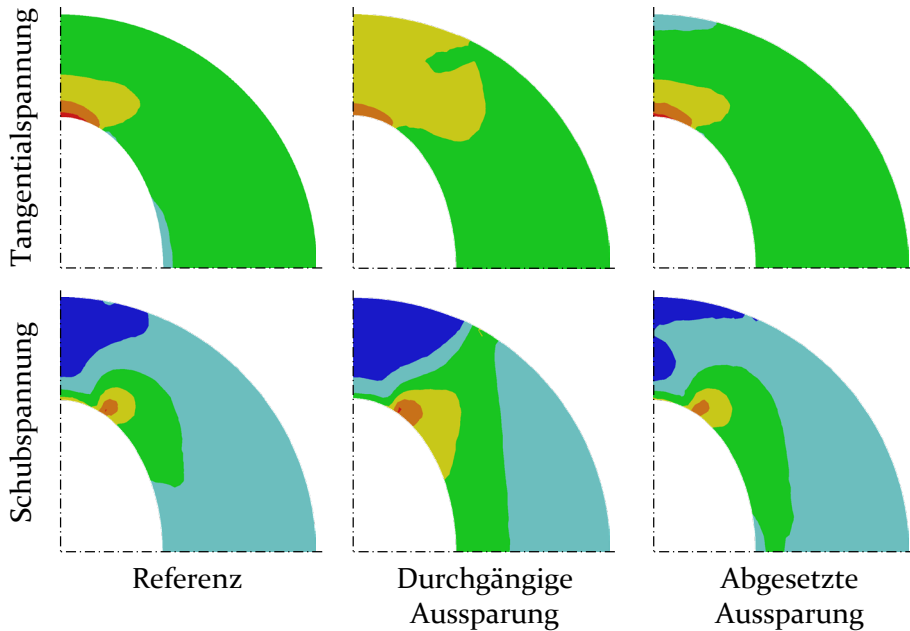 Tangentialspannung
Schubspannung
Referenz
Durchgängige
Aussparung
Abgesetzte
Aussparung